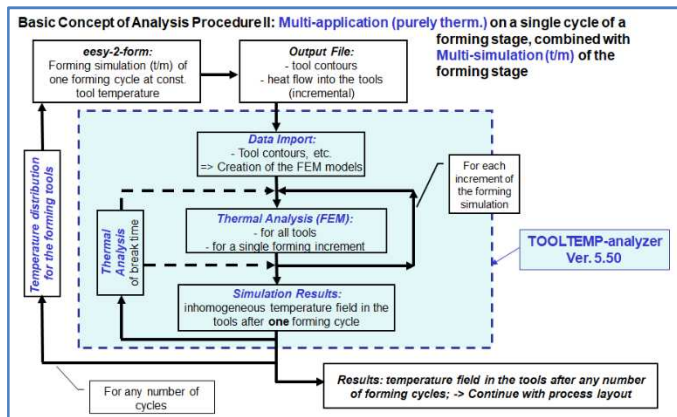 Basic Concept of Analysis Procedure II: Multi-application (purely therm.) on a single cycle of a
forming stage, combined with
Multi-simulation (t/m) of the
forming stage
eesy-2-form:
Forming simulation (t/m) of
one forming cycle at const.
tool temperature
Output File:
- tool contours
- heat flow into the tools
(incremental)
Data Import:
- Tool contours, etc.
=> Creation of the FEM models
For each
increment of
the forming
simulation
Temperature distribution
for the forming tools
Thermal
Analysis
of break time
Thermal Analysis (FEM):
- for all tools
- for a single forming increment
TOOLTEMP-analyzer
Ver. 5.50
Simulation Results:
inhomogeneous temperature field in the
tools after one forming cycle
For any number of
cycles
Results: temperature field in the tools after any number
of forming cycles; -> Continue with process layout